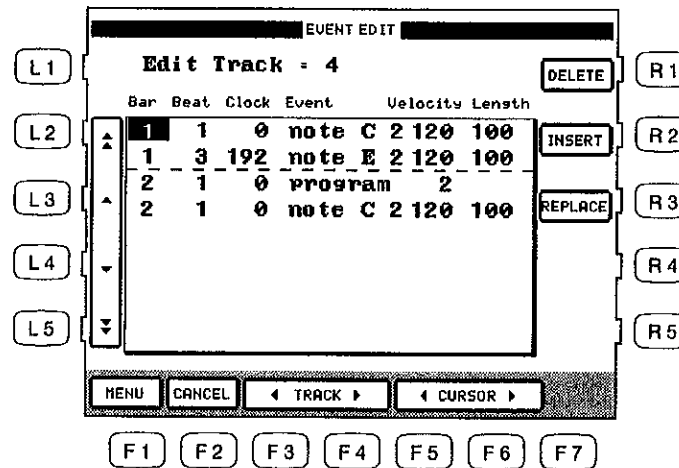 EVENT EDIT
L1
Edit Track = 4
DELETE
R1
Bar Beat Clock Event Velocity Length
L2
1 1 0 note C 2 120 100
INSERT
R2
1 3 192 note E 2 120 100
2 1 0 program 2
L3
2 1 0 note C 2 120 100
REPLACE
R3
L4
R4
L5
R5
MENU CANCEL TRACK CURSOR
F1 F2 F3 F4 F5 F6 F7